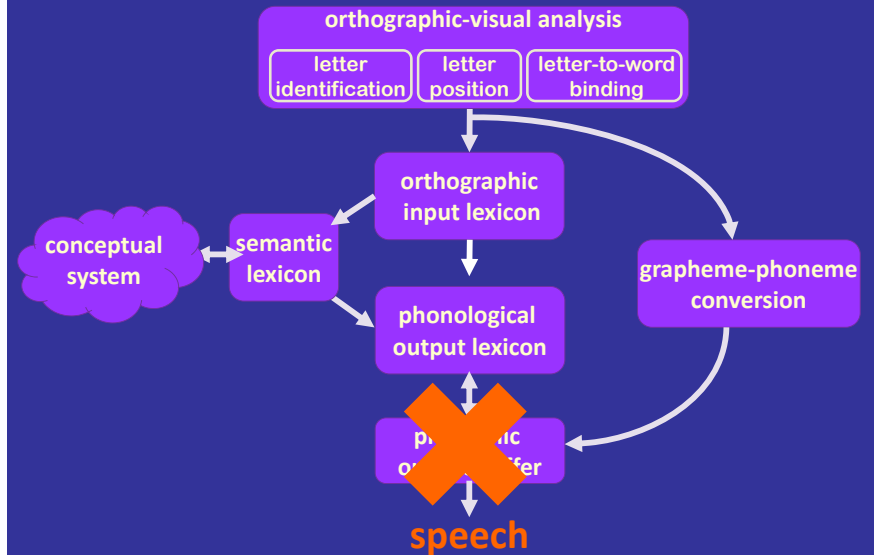 orthographic-visual analysis
letter identification
letter position
letter-to-word binding
orthographic
input lexicon
conceptual
system
semantic
lexicon
grapheme-phoneme
conversion
phonological
output lexicon
speech